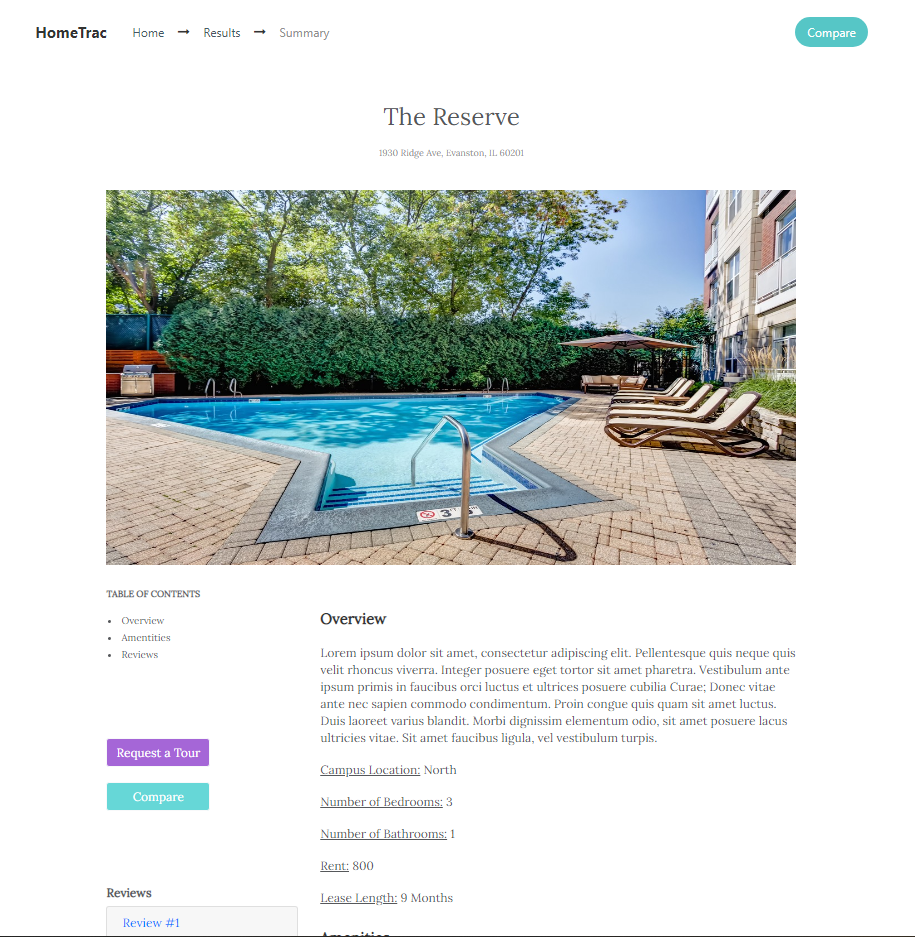 HomeTrac Home → Results → Summary Compare
The Reserve
1930 Ridge Ave, Evanston, IL 60201
TABLE OF CONTENTS
Overview
Amentities
Reviews
Request a Tour
Compare
Reviews
Review #1
Overview
Lorem ipsum dolor sit amet, consectetur adipiscing elit. Pellentesque quis neque quis
velit rhoncus viverra. Integer posuere eget tortor sit amet pharetra. Vestibulum ante
ipsum primis in faucibus orci luctus et ultrices posuere cubilia Curae; Donec vitae
ante nec sapien commodo condimentum. Proin congue quis quam sit amet luctus.
Duis laoreet varius blandit. Morbi dignissim elementum odio, sit amet posuere lacus
ultricies vitae. Sit amet faucibus ligula, vel vestibulum turpis.
Campus Location: North
Number of Bedrooms: 3
Number of Bathrooms: 1
Rent: 800
Lease Length: 9 Months
Amenities